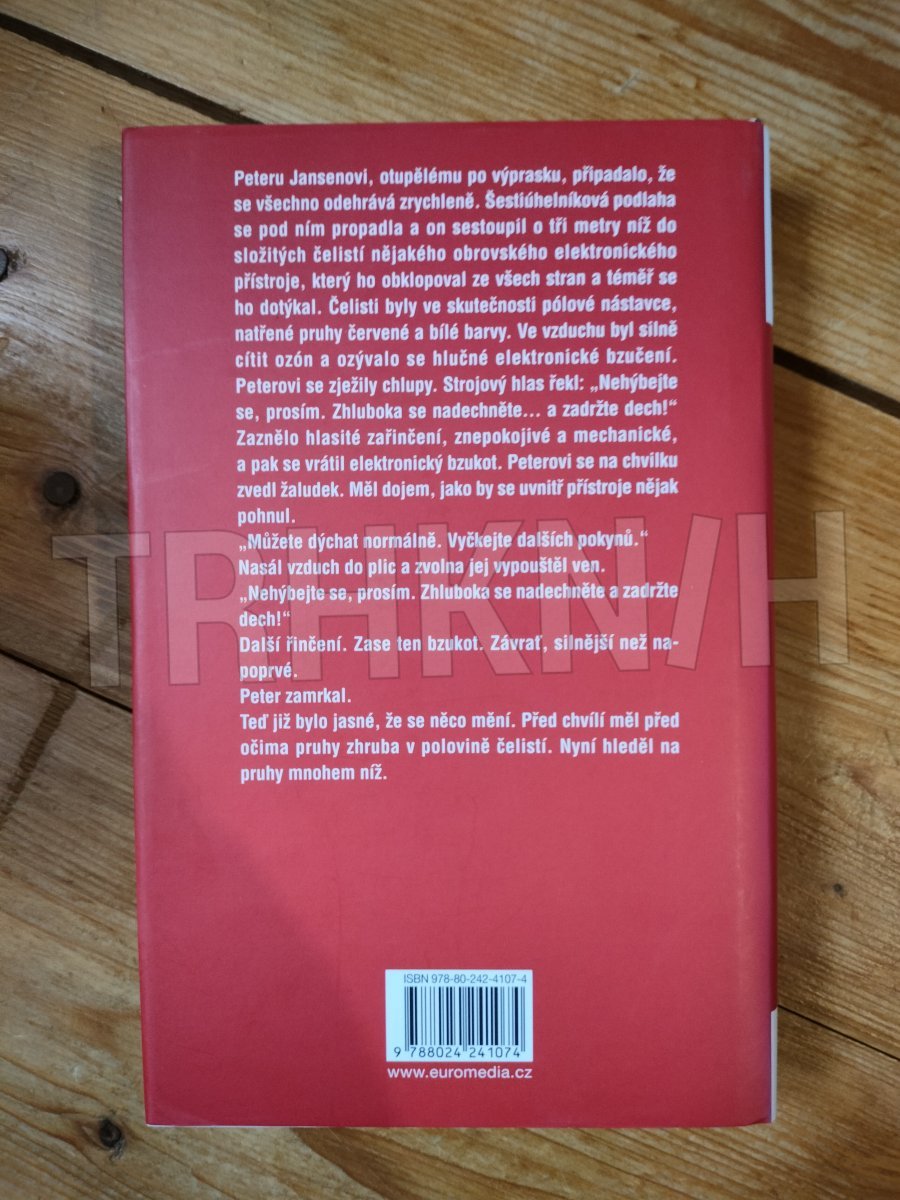 Peteru Jansenovi, otupělému po výprasku, připadalo, že
se všechno odehrává zrychleně. Šestiúhelníková podlaha
se pod ním propadla a on sestoupil o tři metry níž do
složitých čelistí nějakého obrovského elektronického
přístroje, který ho obklopoval ze všech stran a téměř se
ho dotýkal. Čelisti byly ve skutečnosti pólové nástavce,
natřené pruhy červené a bílé barvy. Ve vzduchu byl silně
cítit ozón a ozývalo se hlučné elektronické bzučení.
Peterovi se zježily chlupy. Strojový hlas řekl: „Nehýbejte
se, prosím. Zhluboka se nadechněte... a zadržte dech!“
Zaznělo hlasité zařinčení, znepokojivé a mechanické,
a pak se vrátil elektronický bzukot. Peterovi se na chvilku
zvedl žaludek. Měl dojem, jako by se uvnitř přístroje nějak
pohnul.
„Můžete dýchat normálně. Vyčkejte dalších pokynů.“
Nasál vzduch do plic a zvolna jej vypouštěl ven.
„Nehýbejte se, prosím. Zhluboka se nadechněte a zadržte
dech!“
Další řinčení. Zase ten bzukot. Závrať, silnější než na-
poprvé.
Peter zamrkal.
Teď již bylo jasné, že se něco mění. Před chvílí měl před
očima pruhy zhruba v polovině čelistí. Nyní hleděl na
pruhy mnohem níž.
TRHKN/H
ISBN 978-80-242-4107-4
9 788024 241074
www.euromedia.cz